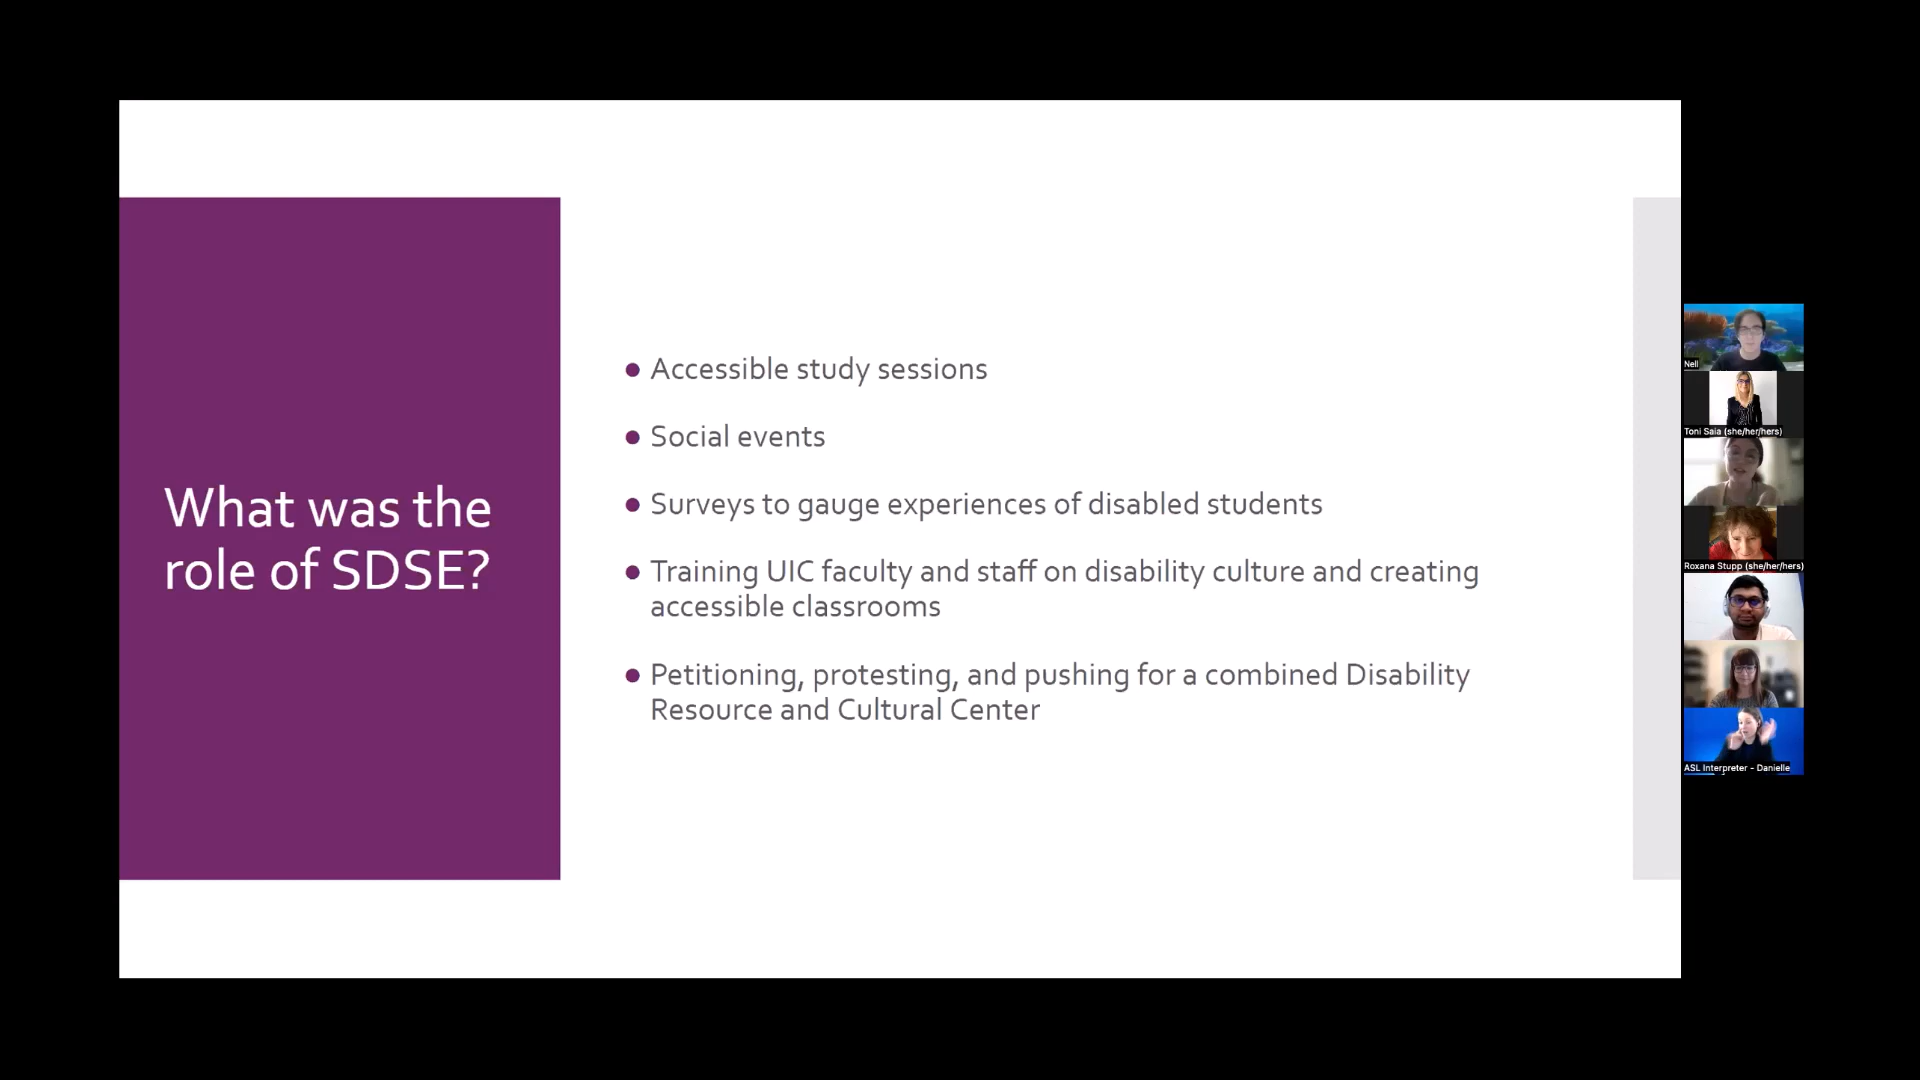 What was the
role of SDSE?
Accessible study sessions
Social events
Surveys to gauge experiences of disabled students
Training UIC faculty and staff on disability culture and creating
accessible classrooms
Petitioning, protesting, and pushing for a combined Disability
Resource and Cultural Center
Nell
Toni Saia (she/her/hers)
Roxana Stupp (she/her/hers)
ASL Interpreter - Danielle